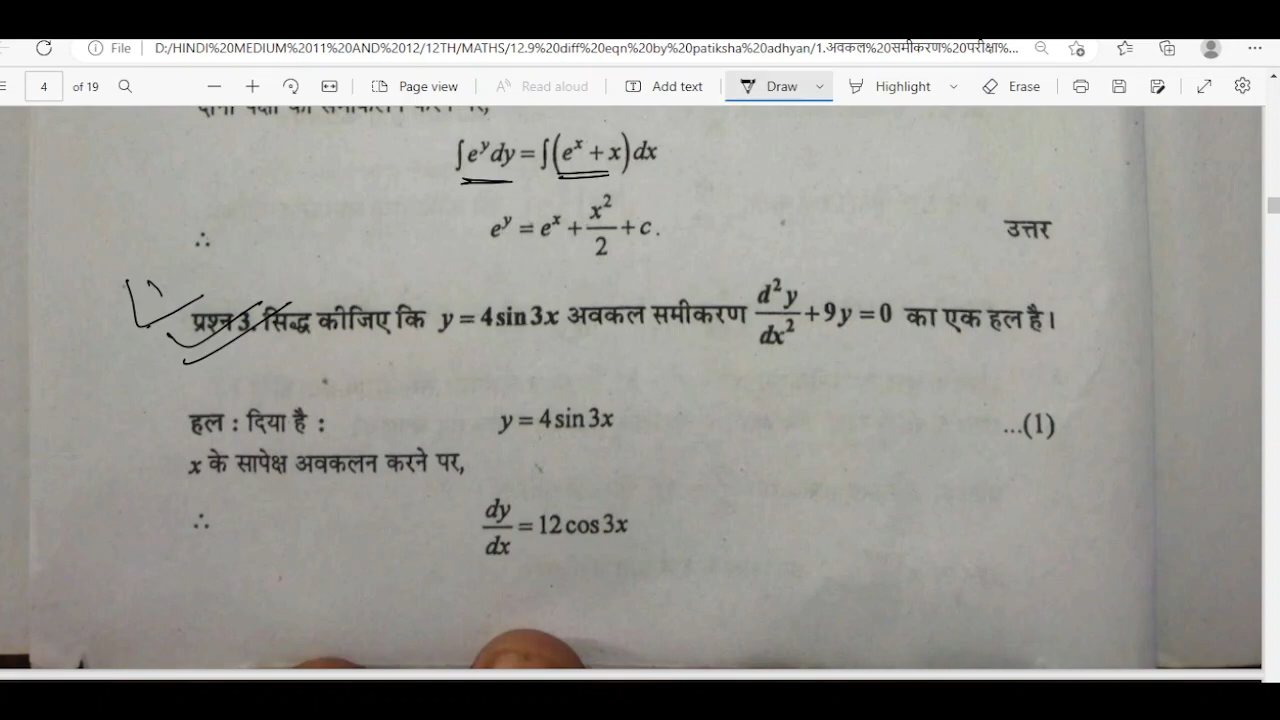 File D:/HINDI%20MEDIUM%2011%20AND%2012/12TH/MATHS/12.9%20diff%20eqn%20by%20patiksha%20adhyan/1.अवकल%20समीकरण%20परीक्षा%...
4 of 19 Page view Read aloud Add text Draw Highlight Erase
∫e^y dy = ∫(e^x + x)dx
∴ e^y = e^x + x²/2 + c. उत्तर
प्रश्न 3. सिद्ध कीजिए कि y = 4 sin 3x अवकल समीकरण d²y/dx² + 9y = 0 का एक हल है।
हल : दिया है : y = 4 sin 3x ...(1)
x के सापेक्ष अवकलन करने पर,
∴ dy/dx = 12 cos 3x